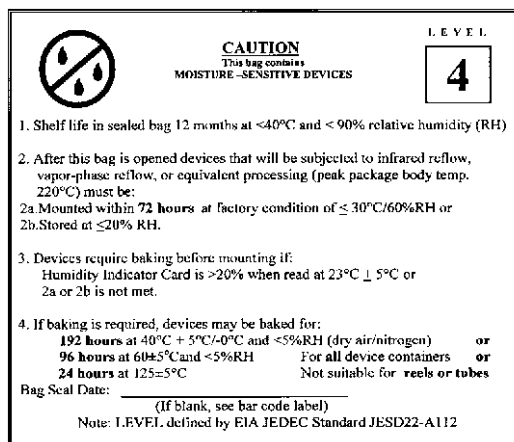 LEVEL
CAUTION
This bag contains
MOISTURE –SENSITIVE DEVICES
4
1. Shelf life in sealed bag 12 months at <40°C and < 90% relative humidity (RH)
2. After this bag is opened devices that will be subjected to infrared reflow,
vapor-phase reflow, or equivalent processing (peak package body temp.
220°C) must be:
2a.Mounted within 72 hours at factory condition of ≤ 30°C/60%RH or
2b.Stored at ≤20% RH.
3. Devices require baking before mounting if:
Humidity Indicator Card is >20% when read at 23°C ± 5°C or
2a or 2b is not met.
4. If baking is required, devices may be baked for:
192 hours at 40°C + 5°C/-0°C and <5%RH (dry air/nitrogen) or
96 hours at 60±5°C and <5%RH For all device containers or
24 hours at 125±5°C Not suitable for reels or tubes
Bag Seal Date:
(If blank, see bar code label)
Note: LEVEL defined by EIA JEDEC Standard JESD22-A112